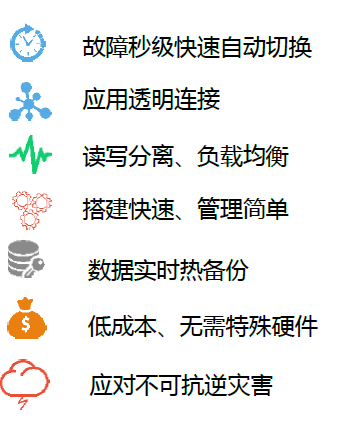 故障秒级快速自动切换
应用透明连接
读写分离、负载均衡
搭建快速、管理简单
数据实时热备份
$
低成本、无需特殊硬件
应对不可抗逆灾害